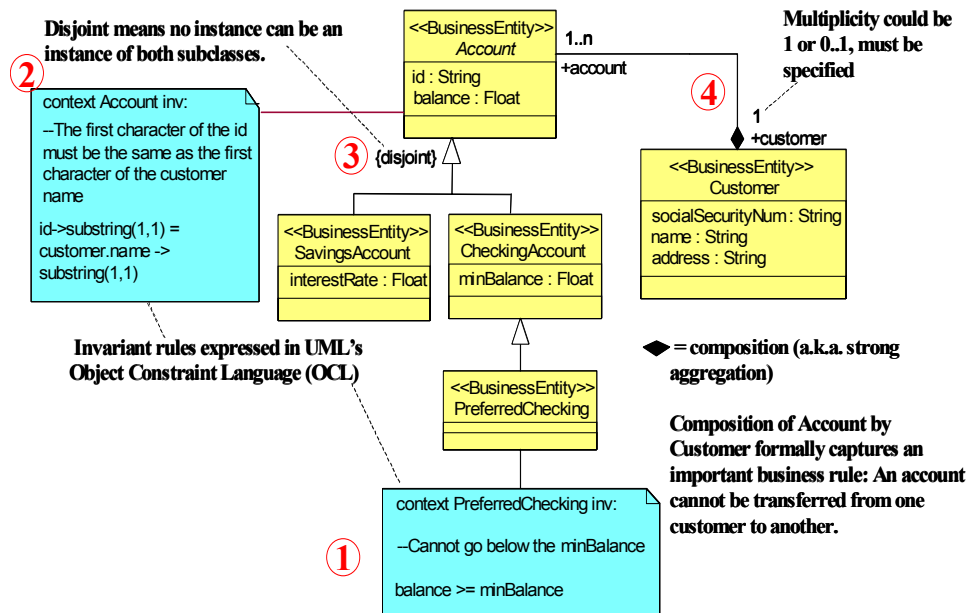 Disjoint means no instance can be an
instance of both subclasses.
2
context Account inv:
--The first character of the id
must be the same as the first
character of the customer
name
id->substring(1,1) =
customer.name ->
substring(1,1)
<<BusinessEntity>>
Account
id : String
balance : Float
1..n
+account
Multiplicity could be
1 or 0..1, must be
specified
4
1
+customer
3
{disjoint}
<<BusinessEntity>>
Customer
socialSecurityNum : String
name : String
address : String
<<BusinessEntity>>
SavingsAccount
interestRate : Float
<<BusinessEntity>>
CheckingAccount
minBalance : Float
Invariant rules expressed in UML's
Object Constraint Language (OCL)
= composition (a.k.a. strong
aggregation)
<<BusinessEntity>>
PreferredChecking
Composition of Account by
Customer formally captures an
important business rule: An account
cannot be transferred from one
customer to another.
1
context PreferredChecking inv:
--Cannot go below the minBalance
balance >= minBalance